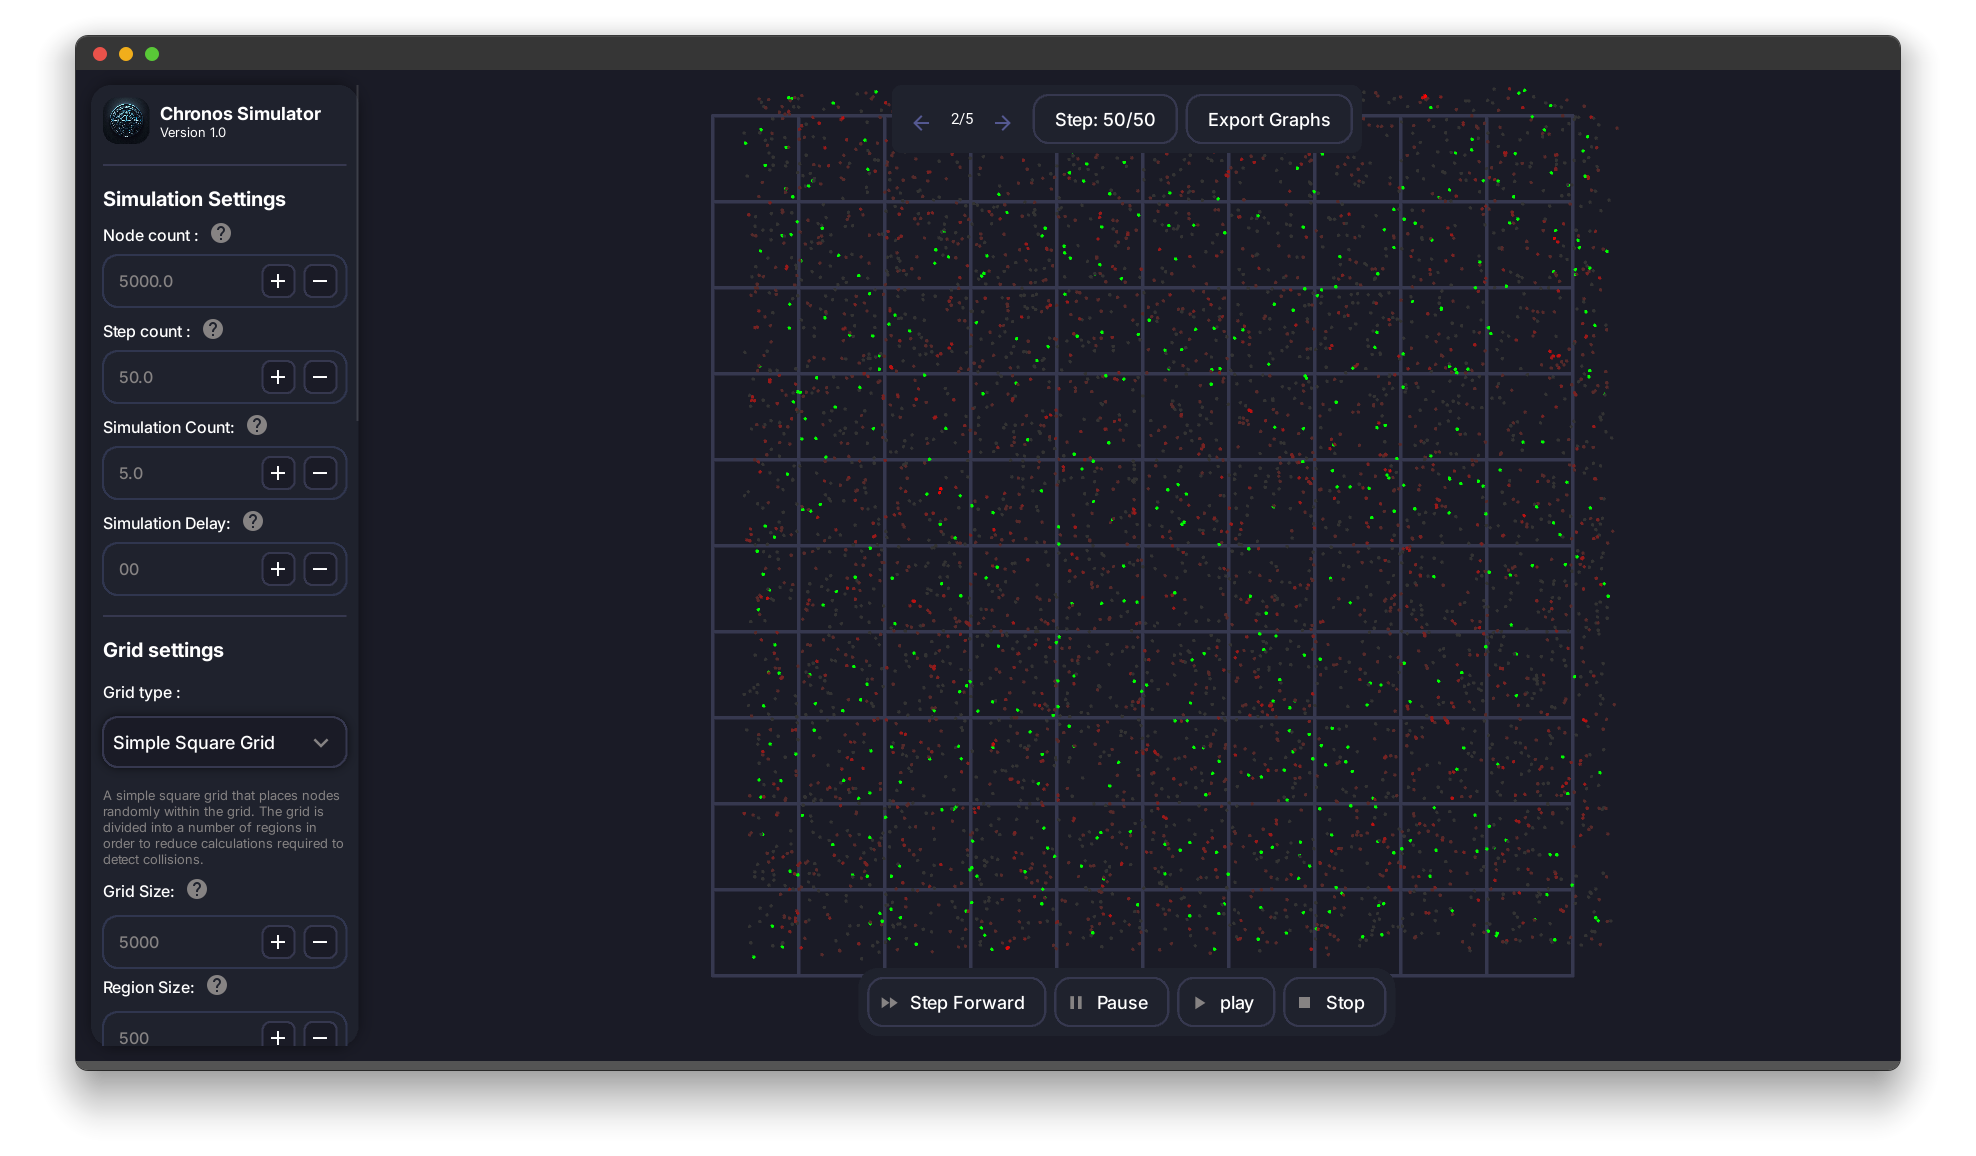 Chronos Simulator
Version 1.0
Simulation Settings
Node count :
?
5000.0
+
−
Step count :
?
50.0
+
−
Simulation Count:
?
5.0
+
−
Simulation Delay:
?
00
+
−
Grid settings
Grid type :
Simple Square Grid
A simple square grid that places nodes
randomly within the grid. The grid is
divided into a number of regions in
order to reduce calculations required to
detect collisions.
Grid Size:
?
5000
+
−
Region Size:
?
500
+
−
2/5
Step: 50/50
Export Graphs
Step Forward
Pause
play
Stop